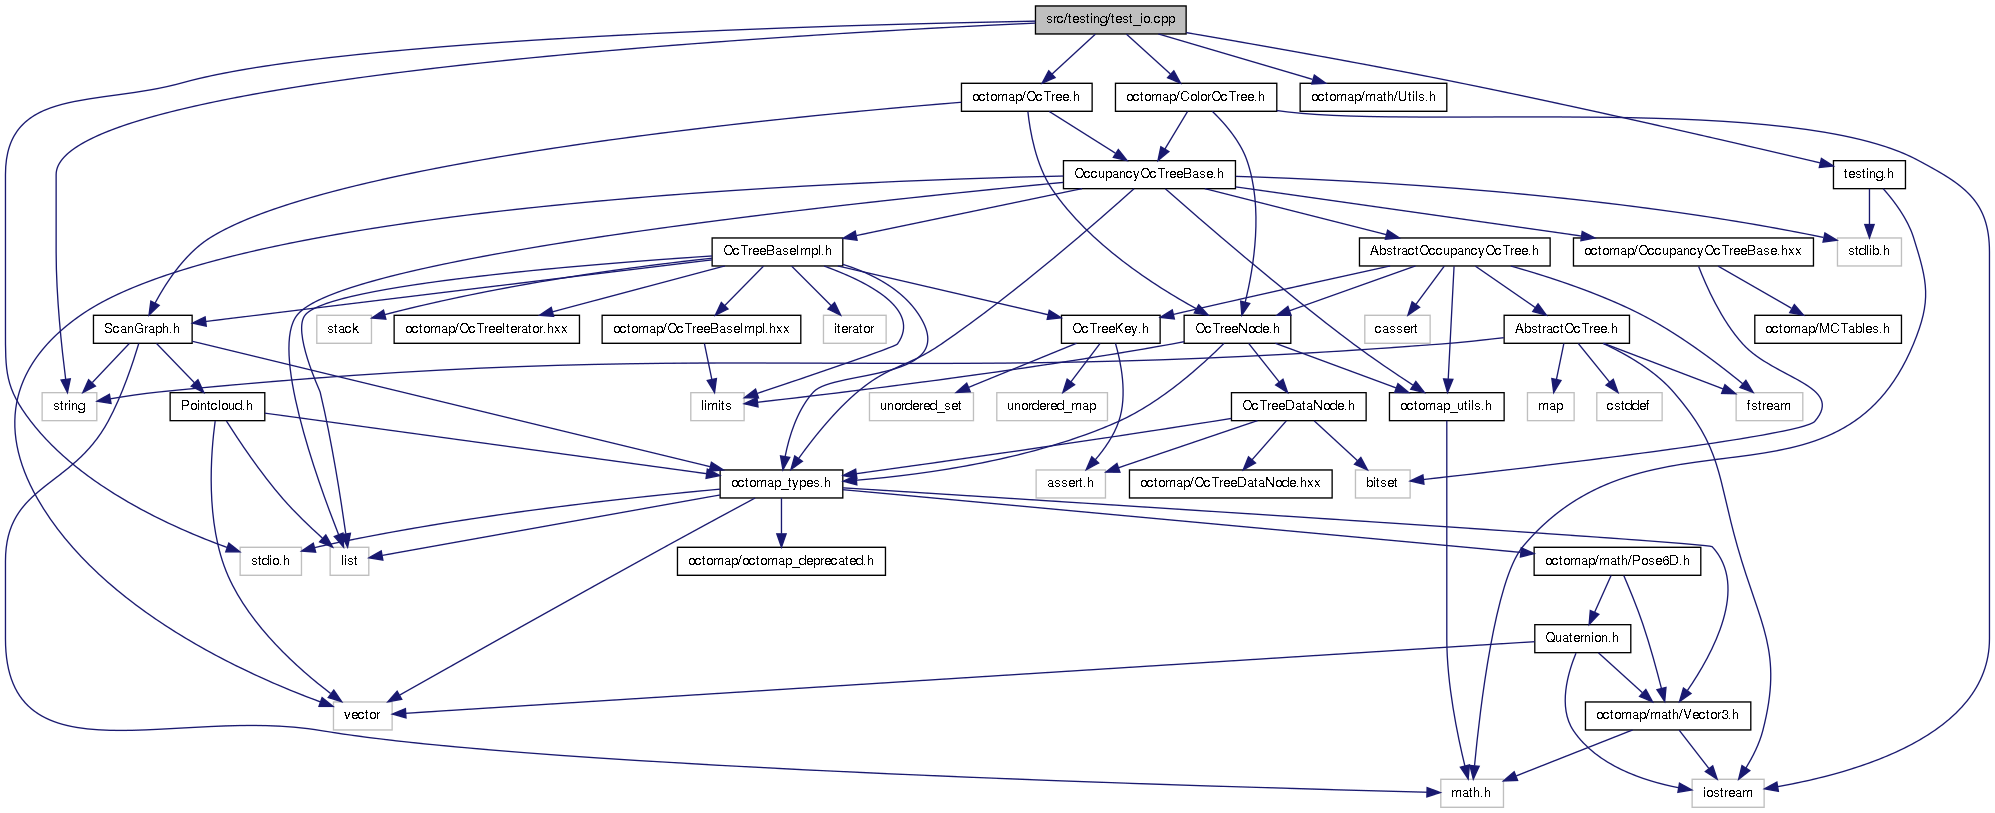 src/testing/test_io.cpp
octomap/OcTree.h
octomap/ColorOcTree.h
octomap/math/Utils.h
OccupancyOcTreeBase.h
testing.h
OcTreeBaseImpl.h
AbstractOccupancyOcTree.h
octomap/OccupancyOcTreeBase.hxx
stdlib.h
ScanGraph.h
stack
octomap/OcTreeIterator.hxx
octomap/OcTreeBaseImpl.hxx
iterator
OcTreeKey.h
OcTreeNode.h
cassert
AbstractOcTree.h
octomap/MCTables.h
string
Pointcloud.h
limits
unordered_set
unordered_map
OcTreeDataNode.h
octomap_utils.h
map
cstddef
fstream
octomap_types.h
assert.h
octomap/OcTreeDataNode.hxx
bitset
stdio.h
list
octomap/octomap_deprecated.h
octomap/math/Pose6D.h
Quaternion.h
vector
octomap/math/Vector3.h
math.h
iostream